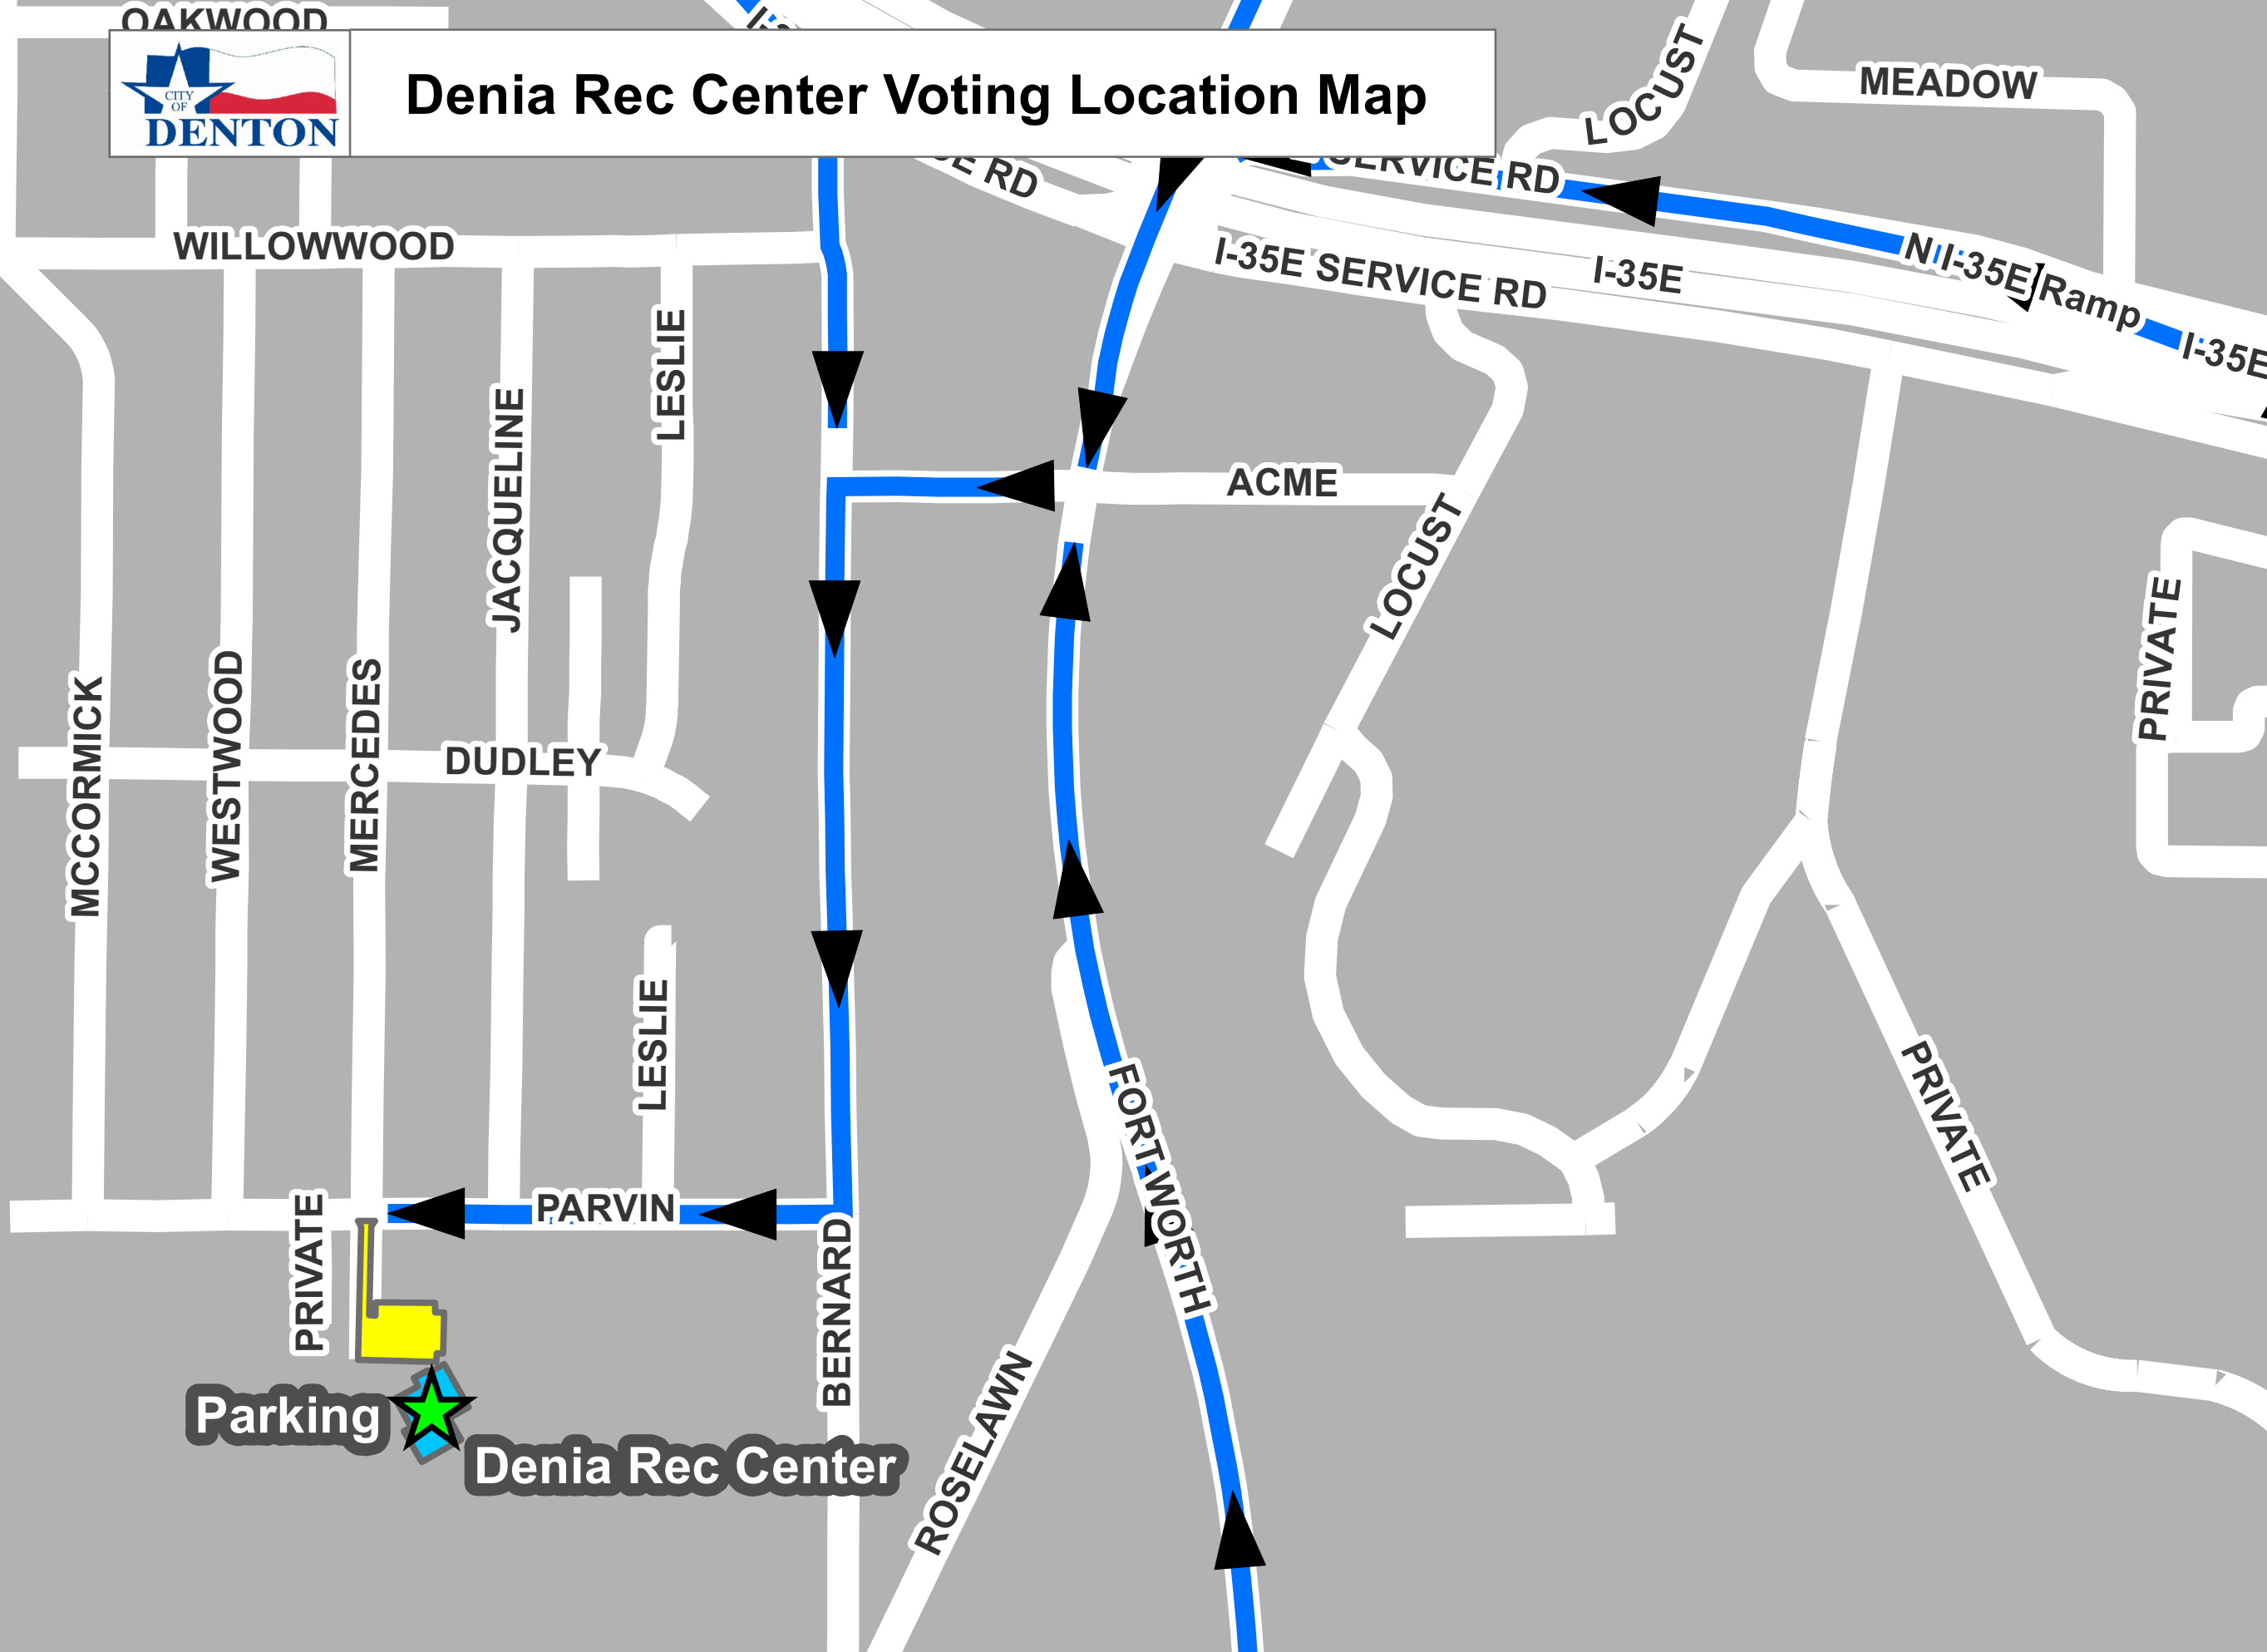 OAKWOOD
CITY
OF
DENTON
Denia Rec Center Voting Location Map
LOCUST
L
MEADOW
RD
SERVICE RD
WILLOWWOOD
I-35E SERVICE RD
I-35E
N I-35E Ramp
I-35E
LESLIE
JACQUELINE
ACME
LOCUST
PRIVATE
MCCORMICK
WESTWOOD
MERCEDES
DUDLEY
LESLIE
FORT WORTH
PRIVATE
PRIVATE
PARVIN
BERNARD
ROSELAWN
Parking
Denia Rec Center